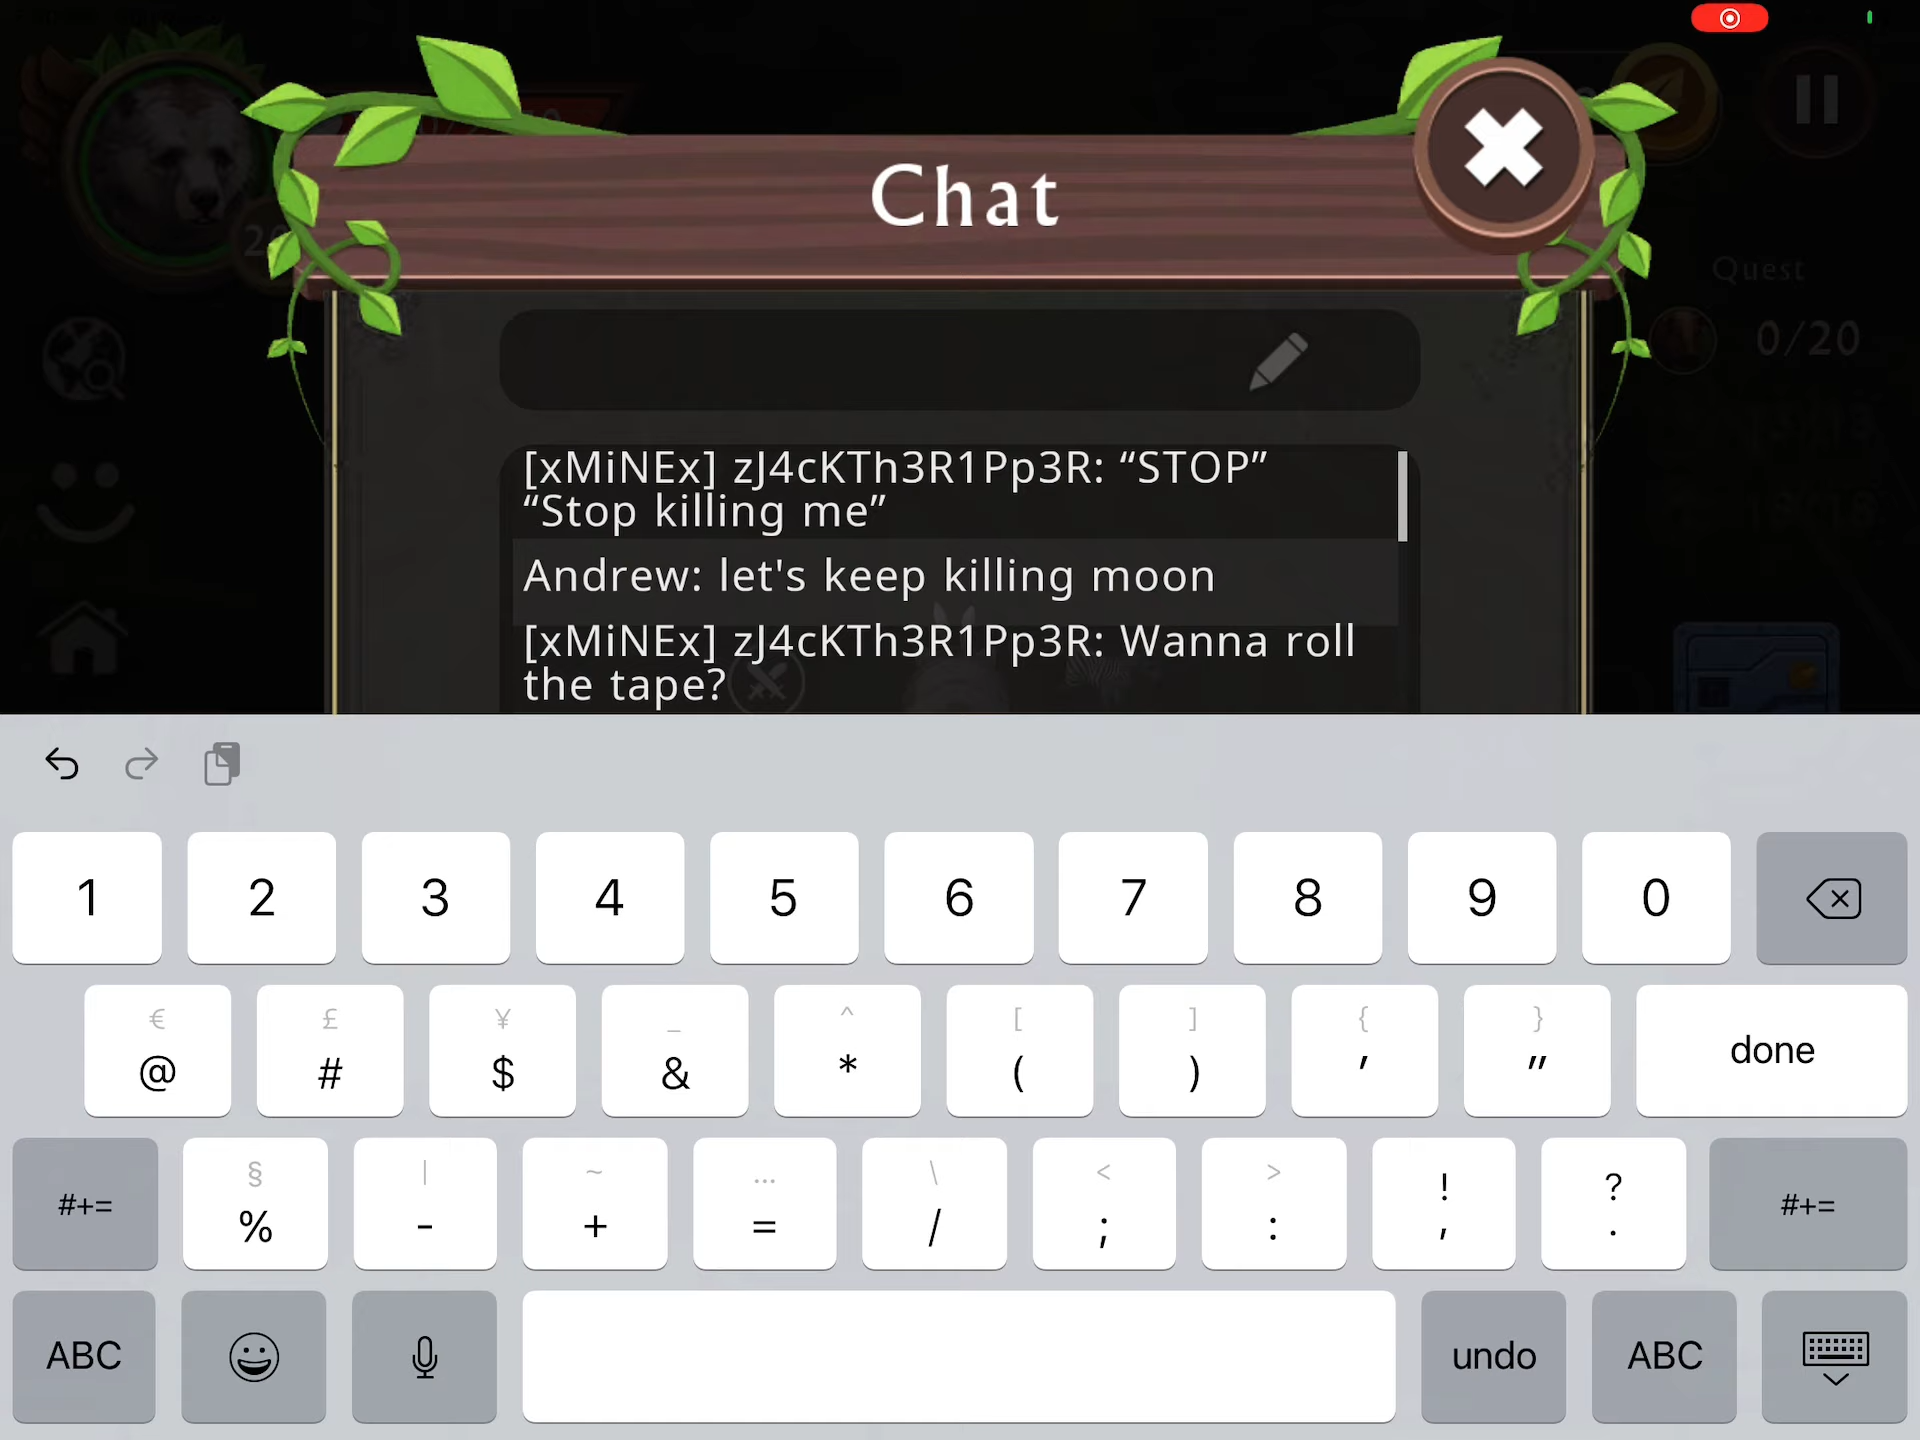 Chat
Quest
0/20
[xMiNEx] zJ4cKTh3R1Pp3R: “STOP”
“Stop killing me”
Andrew: let's keep killing moon
[xMiNEx] zJ4cKTh3R1Pp3R: Wanna roll
the tape?
1 2 3 4 5 6 7 8 9 0
€ £ ¥ _ ^ [ ] { }
@ # $ & * ( ) ' "
done
§ | ~ … \ < > ! ?
#+= % - + = / ; : , . #+=
ABC undo ABC